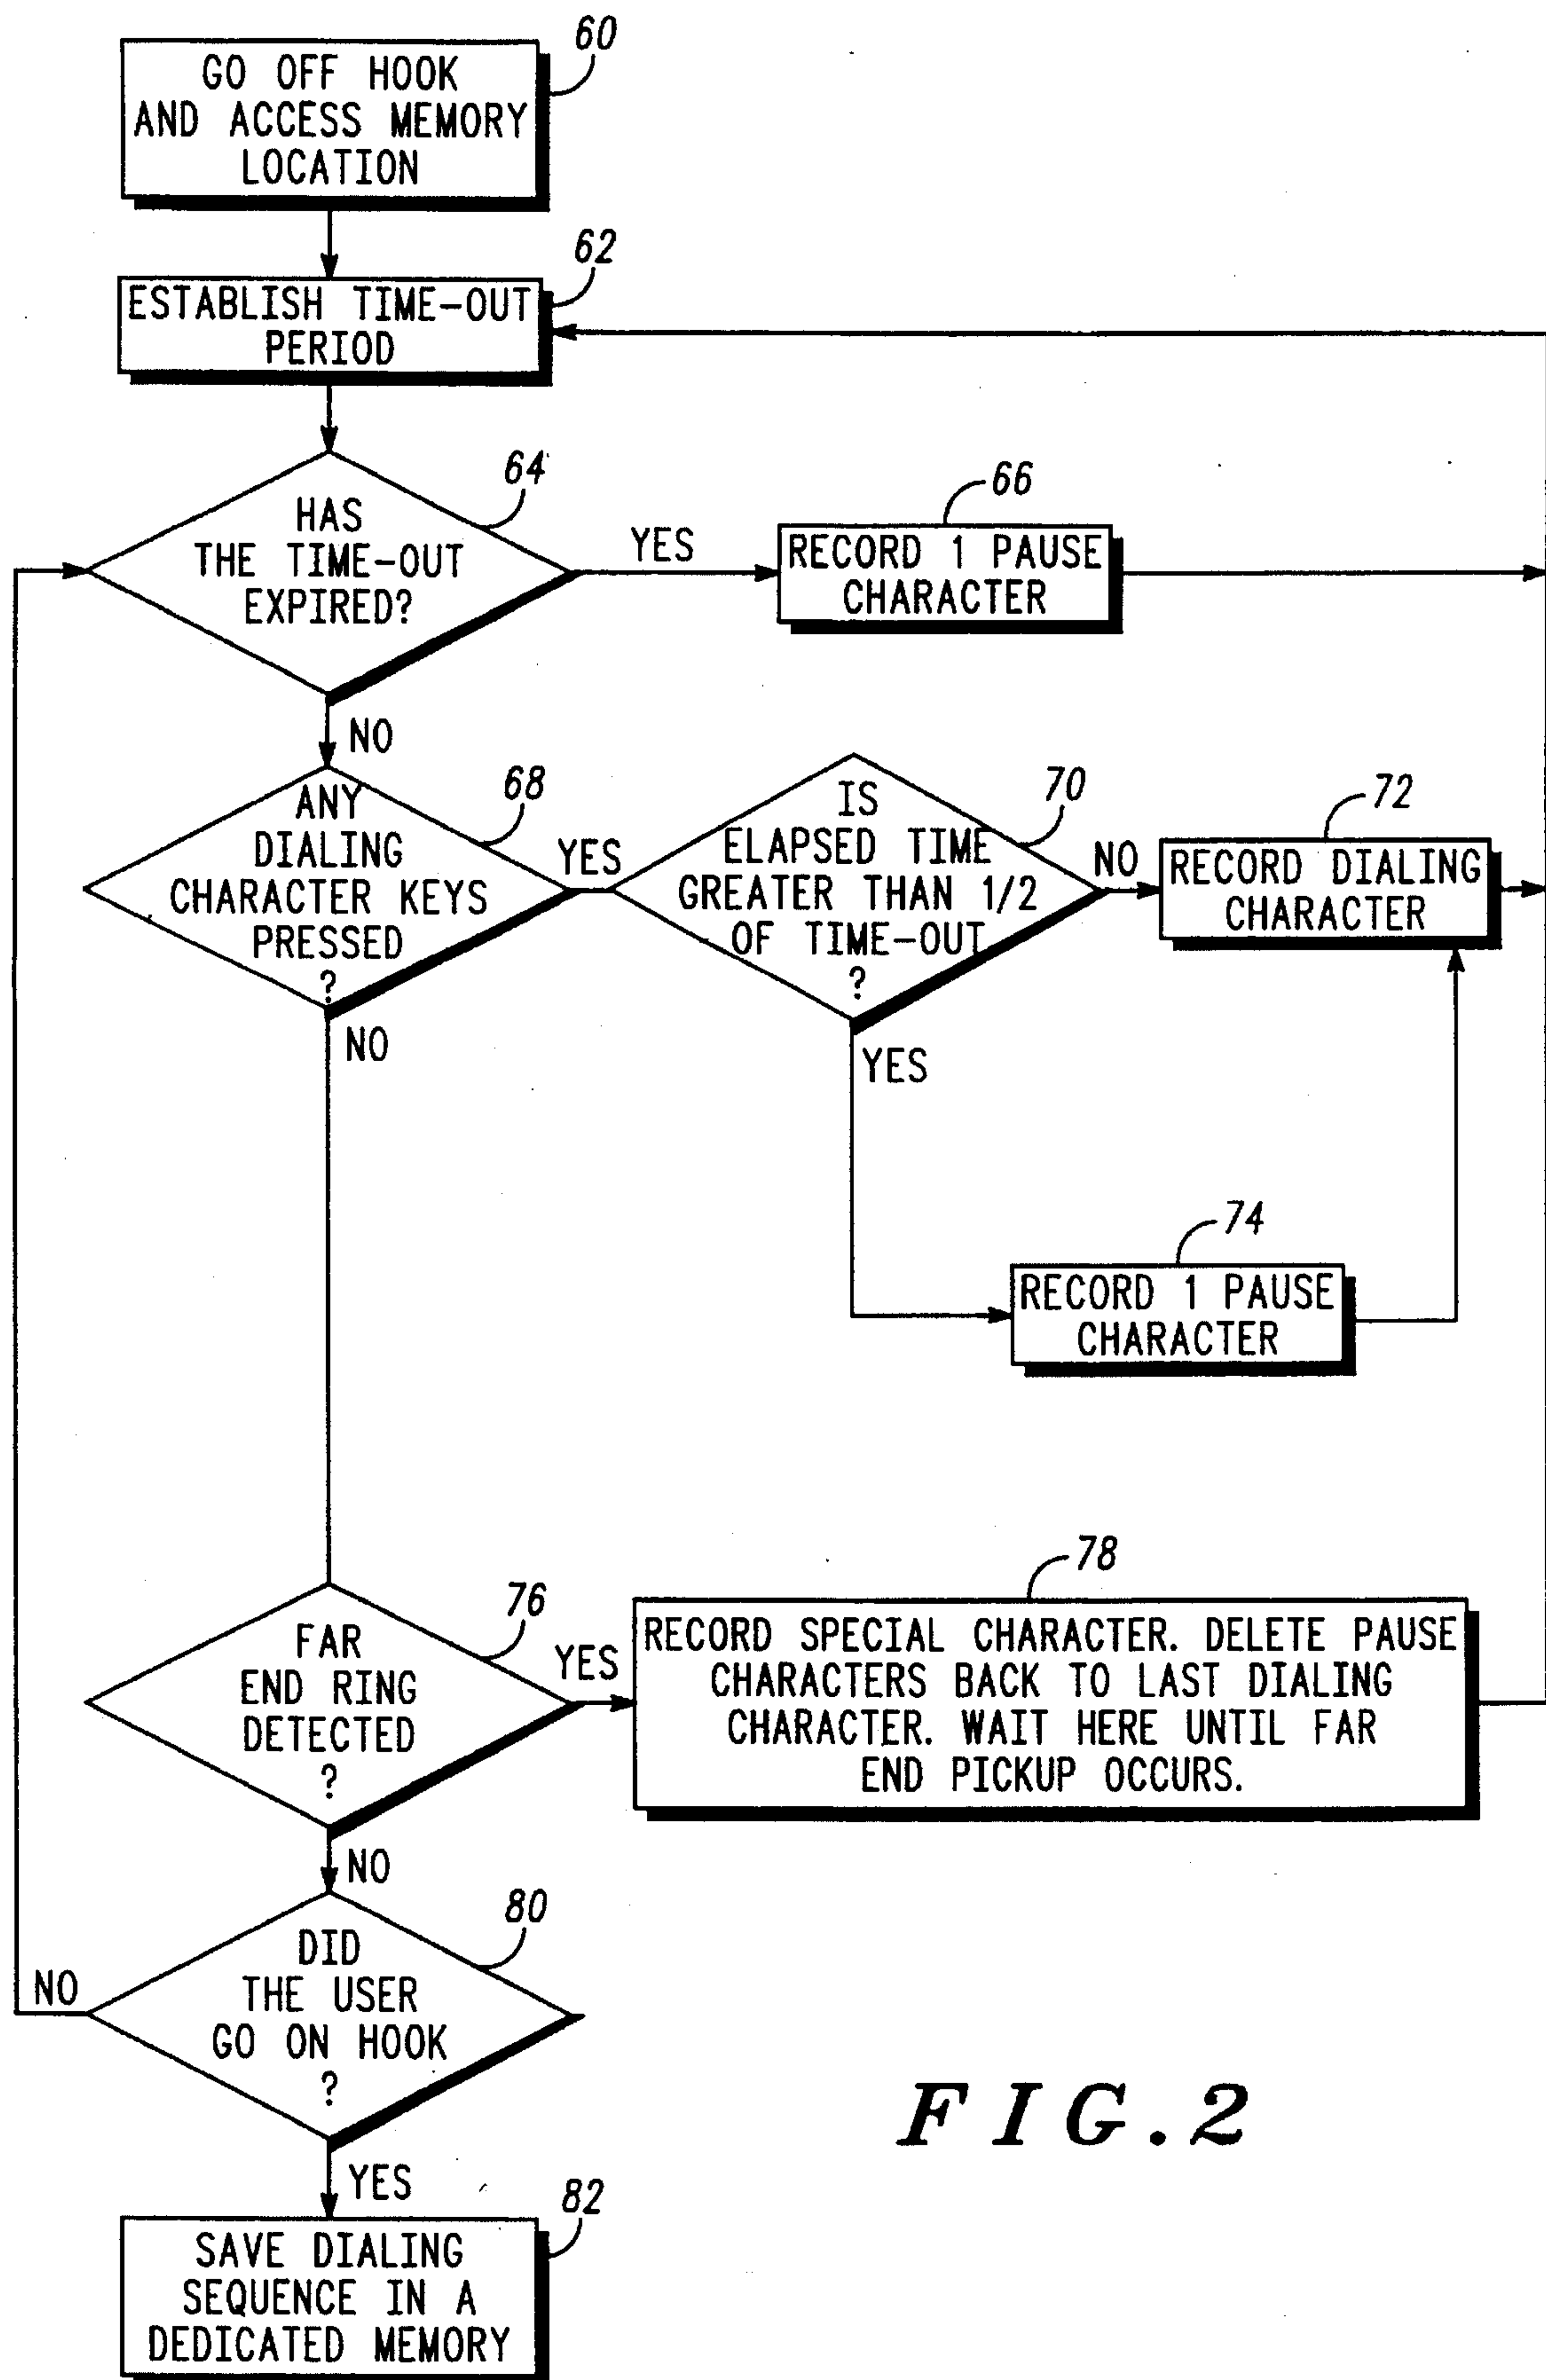 60
GO OFF HOOK
AND ACCESS MEMORY
LOCATION
62
ESTABLISH TIME-OUT
PERIOD
64
HAS
THE TIME-OUT
EXPIRED?
YES
66
RECORD 1 PAUSE
CHARACTER
NO
68
ANY
DIALING
CHARACTER KEYS
PRESSED
?
YES
70
IS
ELAPSED TIME
GREATER THAN 1/2
OF TIME-OUT
?
NO
72
RECORD DIALING
CHARACTER
NO
YES
74
RECORD 1 PAUSE
CHARACTER
76
FAR
END RING
DETECTED
?
YES
78
RECORD SPECIAL CHARACTER. DELETE PAUSE
CHARACTERS BACK TO LAST DIALING
CHARACTER. WAIT HERE UNTIL FAR
END PICKUP OCCURS.
NO
80
DID
THE USER
GO ON HOOK
?
NO
YES
82
SAVE DIALING
SEQUENCE IN A
DEDICATED MEMORY
FIG.2